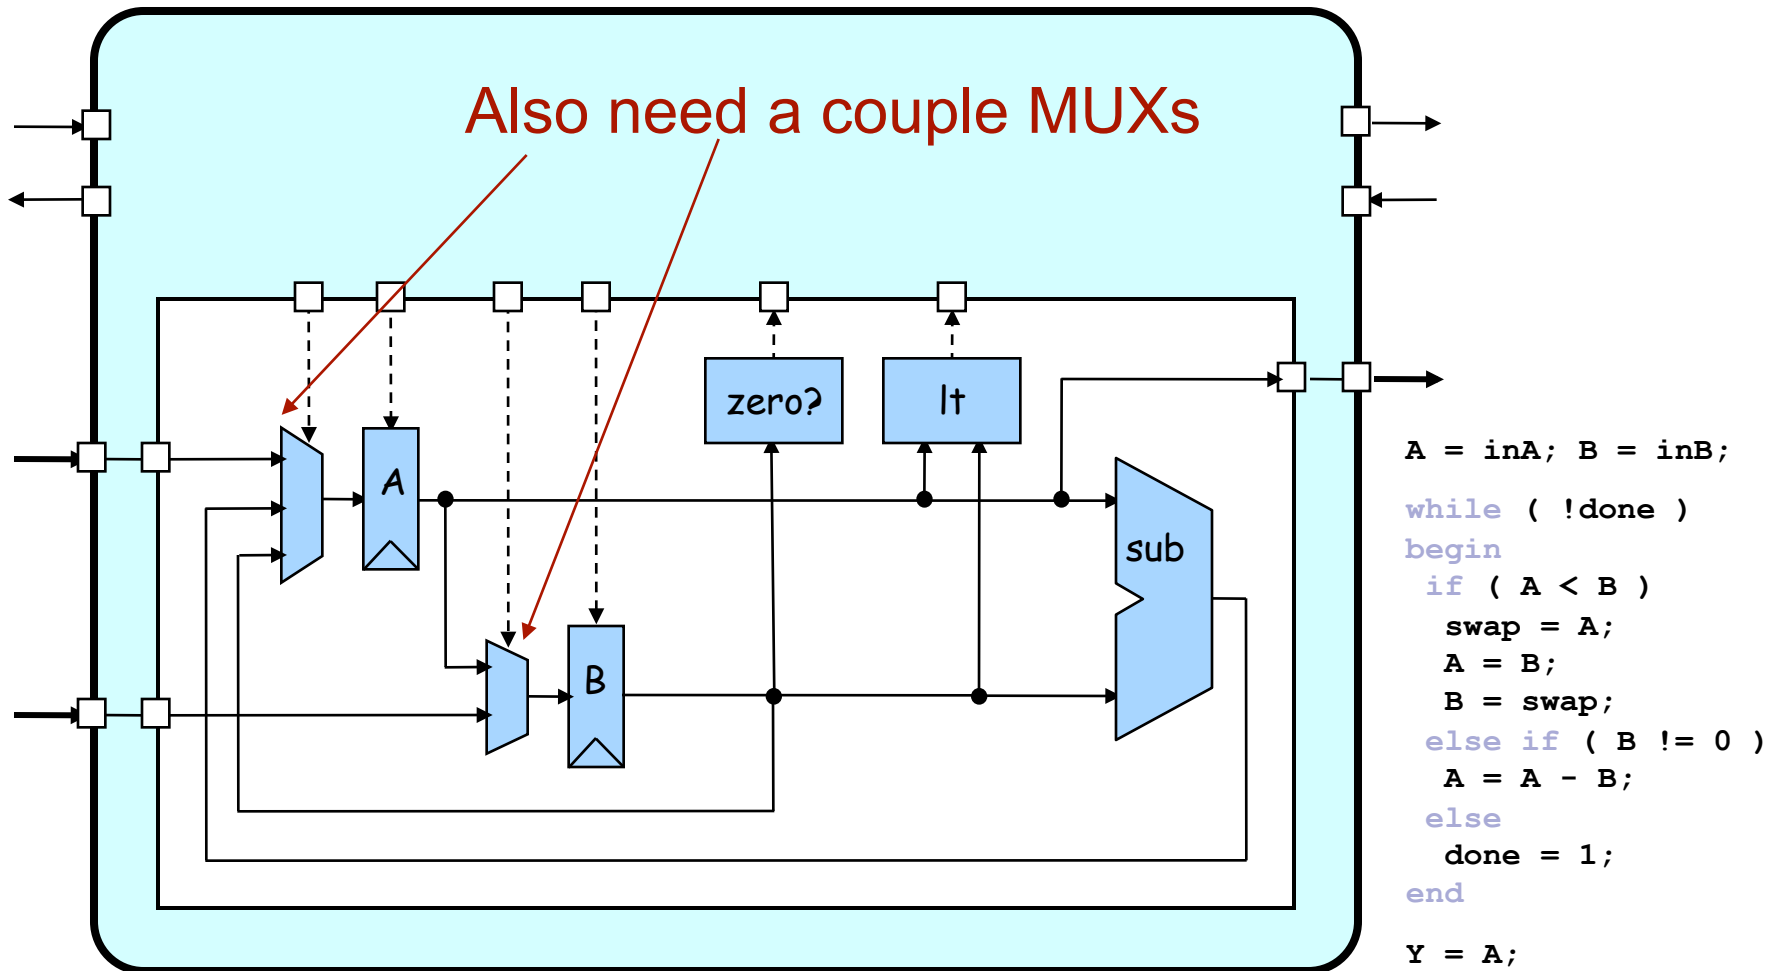 Also need a couple MUXs
zero?
lt
A
sub
B
A = inA; B = inB;
while ( !done )
begin
if ( A < B )
swap = A;
A = B;
B = swap;
else if ( B != 0 )
A = A - B;
else
done = 1;
end
Y = A;